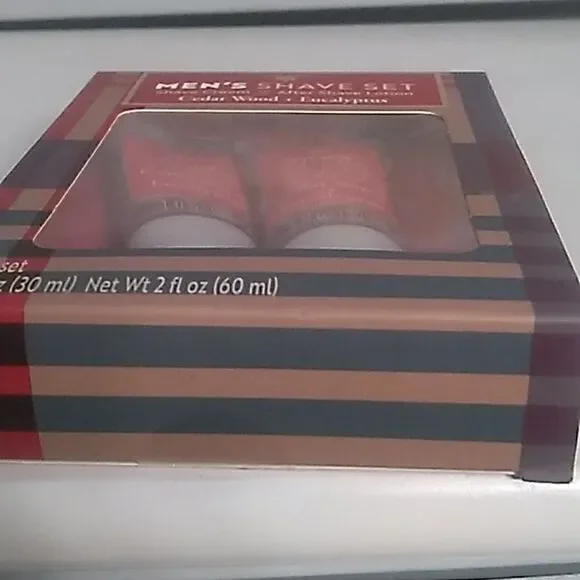 MEN'S SHAVE SET
Shave Cream After Shave Lotion
Cedar Wood • Eucalyptus
set
z (30 ml) Net Wt 2 fl oz (60 ml)